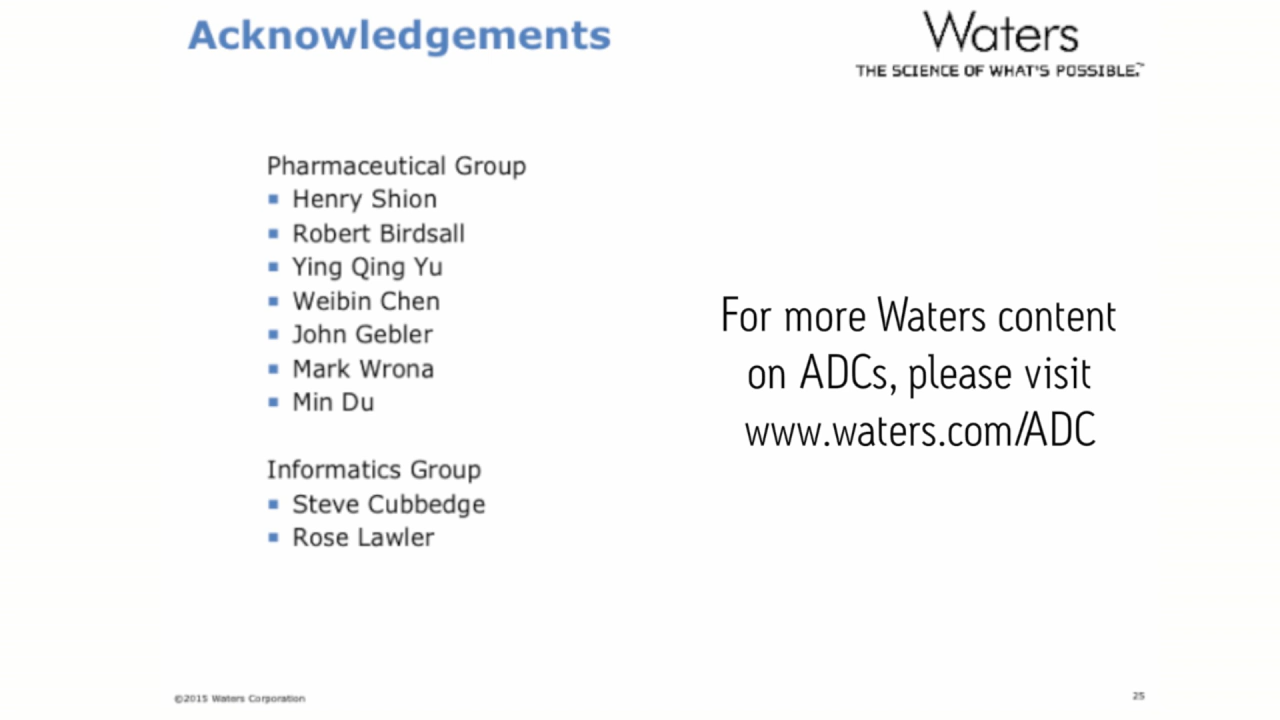 Acknowledgements
Waters
THE SCIENCE OF WHAT'S POSSIBLE.™
Pharmaceutical Group
▪ Henry Shion
▪ Robert Birdsall
▪ Ying Qing Yu
▪ Weibin Chen
▪ John Gebler
▪ Mark Wrona
▪ Min Du
Informatics Group
▪ Steve Cubbedge
▪ Rose Lawler
For more Waters content
on ADCs, please visit
www.waters.com/ADC
©2015 Waters Corporation
25